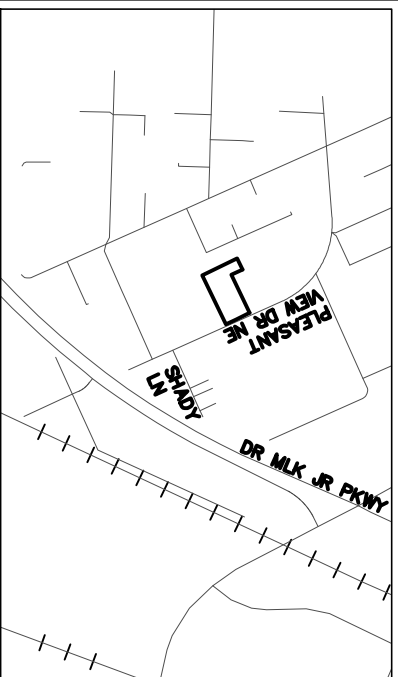 PLEASANT
VIEW DR NE
SHADY
LN
DR MLK JR PKWY